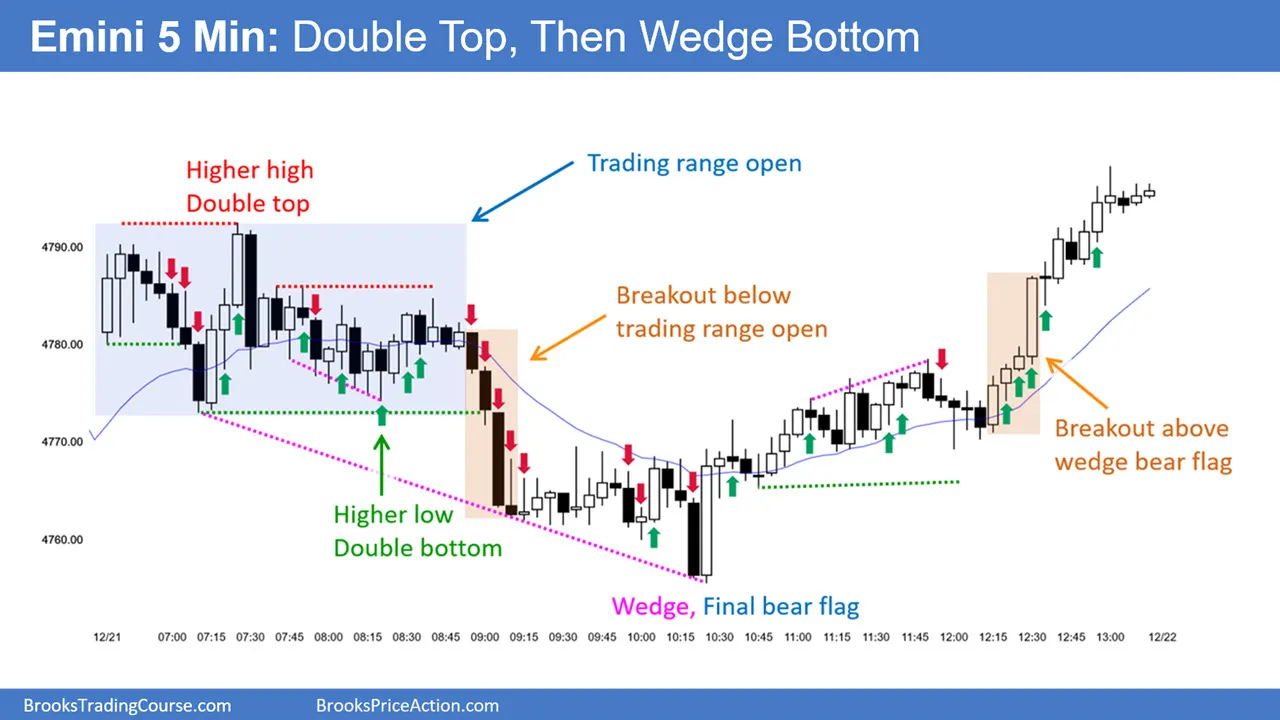 Emini 5 Min: Double Top, Then Wedge Bottom
Higher high
Double top
Trading range open
Breakout below
trading range open
Breakout above
wedge bear flag
Higher low
Double bottom
Wedge, Final bear flag
4790.00
4780.00
4770.00
4760.00
12/21 07:00 07:15 07:30 07:45 08:00 08:15 08:30 08:45 09:00 09:15 09:30 09:45 10:00 10:15 10:30 10:45 11:00 11:15 11:30 11:45 12:00 12:15 12:30 12:45 13:00 12/22
BrooksTradingCourse.com BrooksPriceAction.com